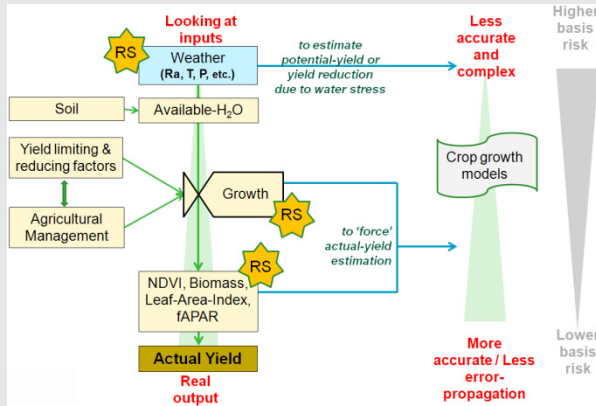 Looking at
inputs
RS
Weather
(Ra, T, P, etc.)
to estimate
potential-yield or
yield reduction
due to water stress
Less
accurate
and
complex
Higher
basis
risk
Soil
Available-H₂O
Yield limiting &
reducing factors
Agricultural
Management
Growth
RS
Crop growth
models
to 'force'
actual-yield
estimation
RS
NDVI, Biomass,
Leaf-Area-Index,
fAPAR
Actual Yield
Real
output
More
accurate / Less
error-
propagation
Lower
basis
risk